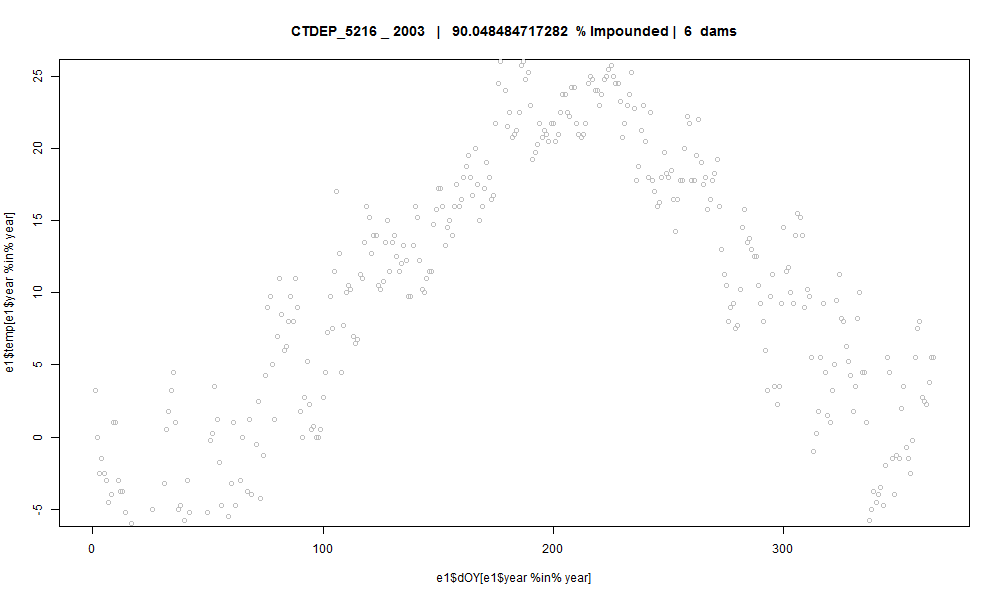 CTDEP_5216 _ 2003 | 90.048484717282 % Impounded | 6 dams
e1$temp[e1$year %in% year]
25
20
15
10
5
0
-5
0 100 200 300
e1$dOY[e1$year %in% year]